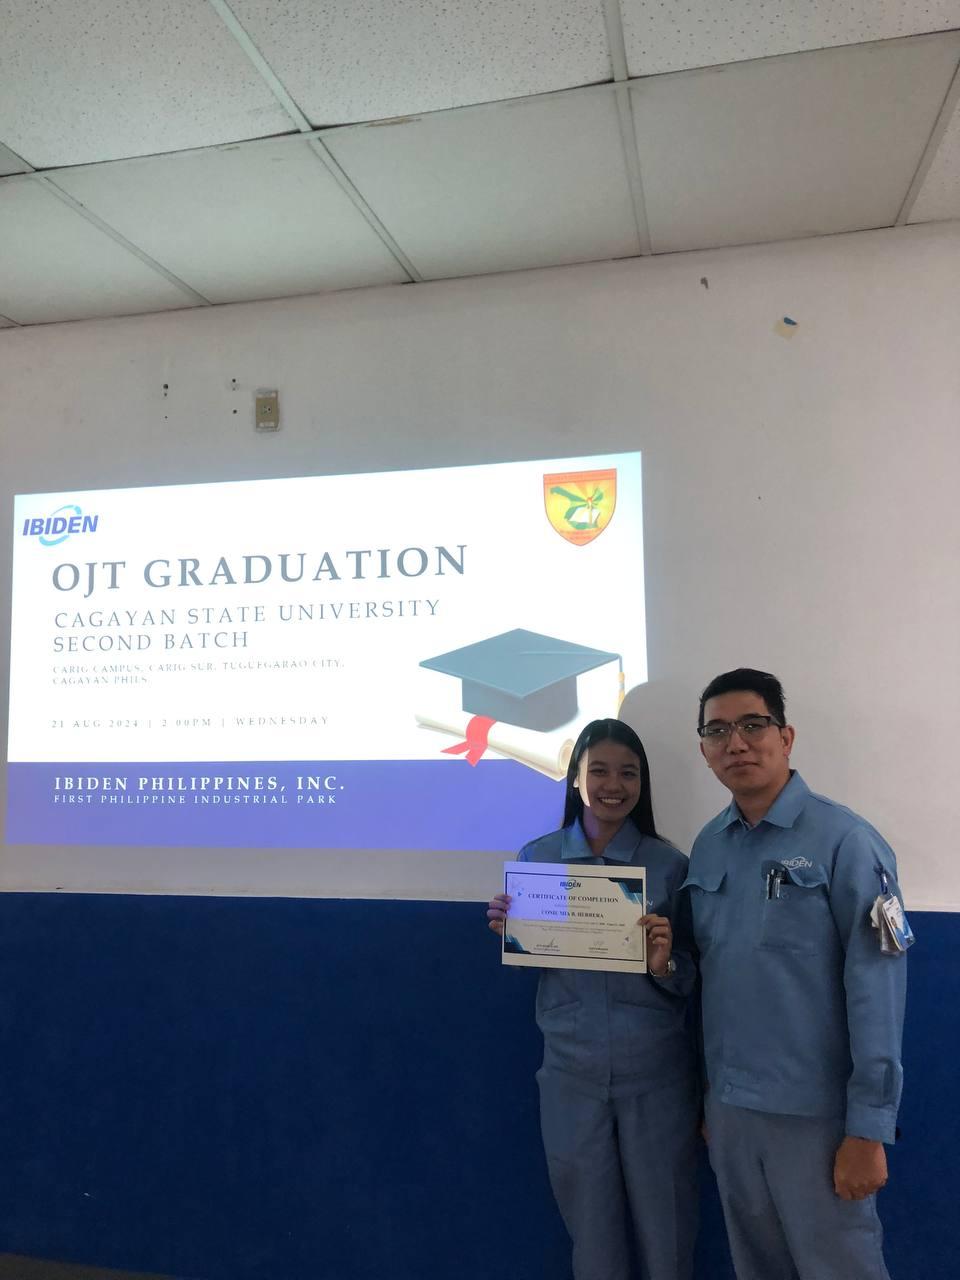 IBIDEN
OJT GRADUATION
CAGAYAN STATE UNIVERSITY
SECOND BATCH
CARIG CAMPUS, CARIG SUR, TUGUEGARAO CITY,
CAGAYAN PHILS.
21 AUG 2024 | 2:00PM | WEDNESDAY
IBIDEN PHILIPPINES, INC.
FIRST PHILIPPINE INDUSTRIAL PARK
IBIDEN
CERTIFICATE OF COMPLETION
HERRERA
IBIDEN